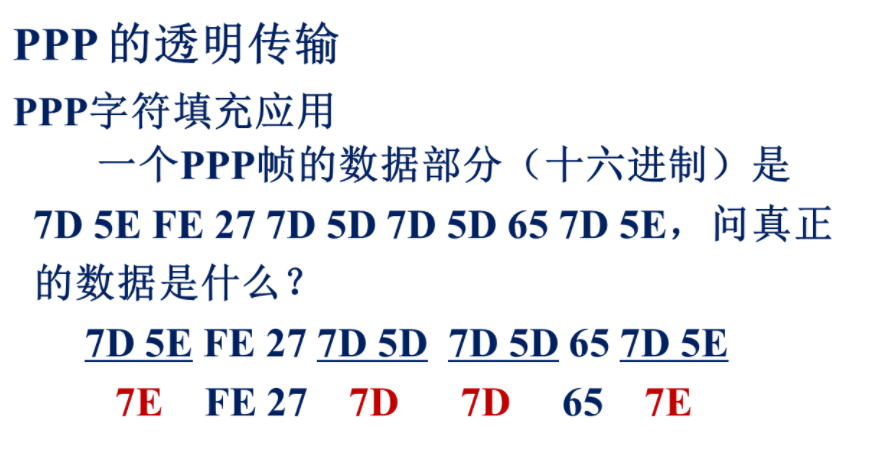 PPP 的透明传输
PPP字符填充应用
一个PPP帧的数据部分（十六进制）是
7D 5E FE 27 7D 5D 7D 5D 65 7D 5E，问真正
的数据是什么？
7D 5E FE 27 7D 5D 7D 5D 65 7D 5E
7E FE 27 7D 7D 65 7E